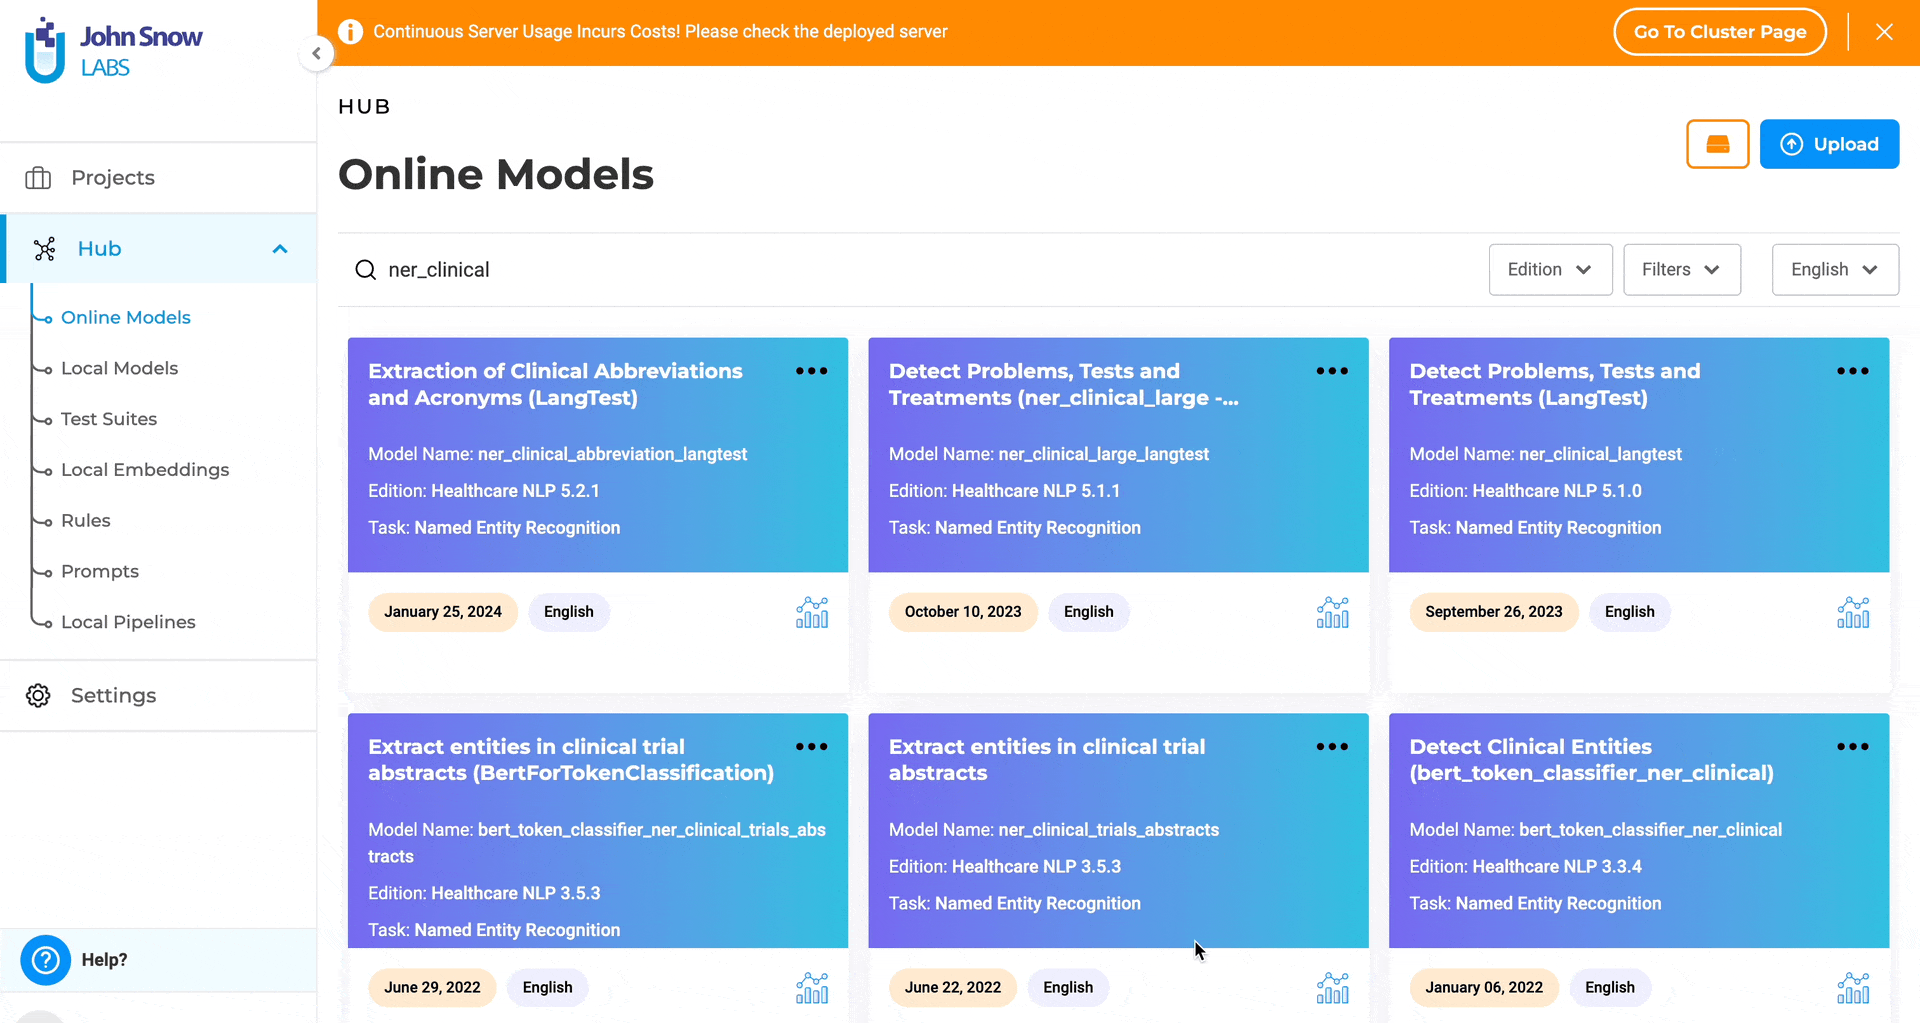 John Snow
LABS
Continuous Server Usage Incurs Costs! Please check the deployed server
Go To Cluster Page
HUB
Online Models
Upload
Projects
Hub
Online Models
Local Models
Test Suites
Local Embeddings
Rules
Prompts
Local Pipelines
Settings
Help?
ner_clinical
Edition
Filters
English
Extraction of Clinical Abbreviations
and Acronyms (LangTest)
Model Name: ner_clinical_abbreviation_langtest
Edition: Healthcare NLP 5.2.1
Task: Named Entity Recognition
January 25, 2024
English
Detect Problems, Tests and
Treatments (ner_clinical_large -...
Model Name: ner_clinical_large_langtest
Edition: Healthcare NLP 5.1.1
Task: Named Entity Recognition
October 10, 2023
English
Detect Problems, Tests and
Treatments (LangTest)
Model Name: ner_clinical_langtest
Edition: Healthcare NLP 5.1.0
Task: Named Entity Recognition
September 26, 2023
English
Extract entities in clinical trial
abstracts (BertForTokenClassification)
Model Name: bert_token_classifier_ner_clinical_trials_abs
tracts
Edition: Healthcare NLP 3.5.3
Task: Named Entity Recognition
June 29, 2022
English
Extract entities in clinical trial
abstracts
Model Name: ner_clinical_trials_abstracts
Edition: Healthcare NLP 3.5.3
Task: Named Entity Recognition
June 22, 2022
English
Detect Clinical Entities
(bert_token_classifier_ner_clinical)
Model Name: bert_token_classifier_ner_clinical
Edition: Healthcare NLP 3.3.4
Task: Named Entity Recognition
January 06, 2022
English